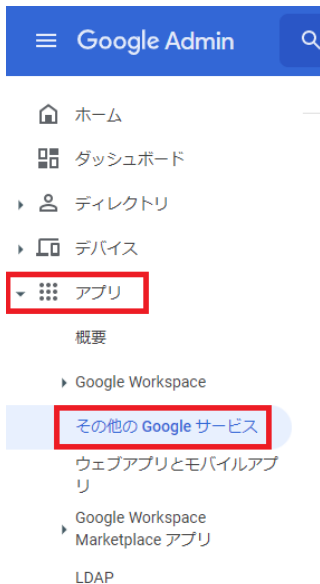 Google Admin
ホーム
ダッシュボード
ディレクトリ
デバイス
アプリ
概要
Google Workspace
その他の Google サービス
ウェブアプリとモバイルアプ
リ
Google Workspace
Marketplace アプリ
LDAP